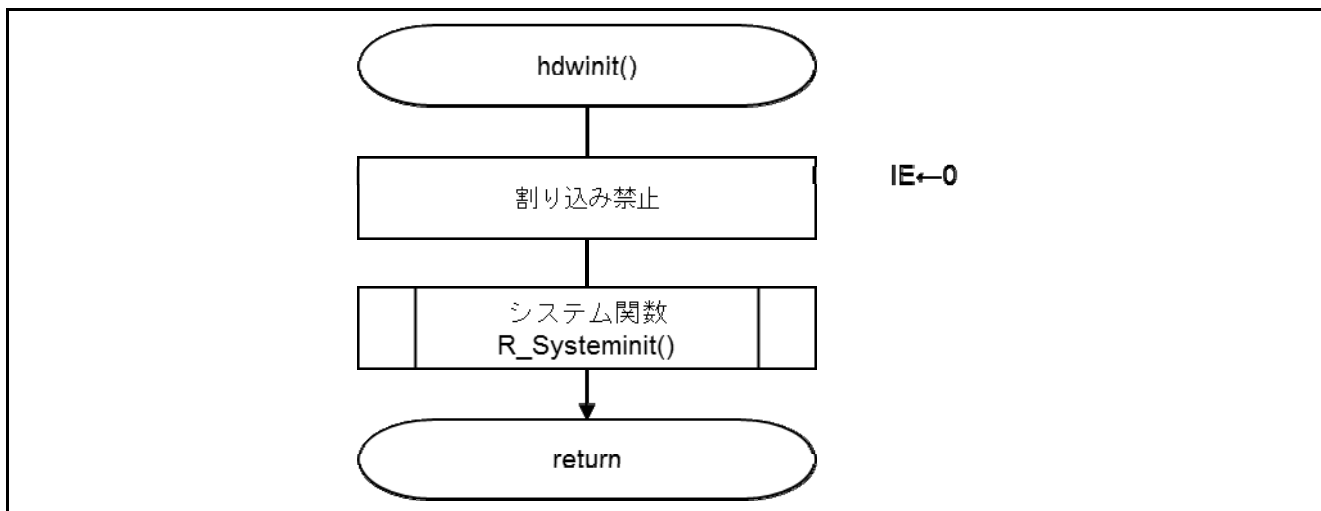 hdwinit()
割り込み禁止
IE←0
システム関数
R_Systeminit()
return